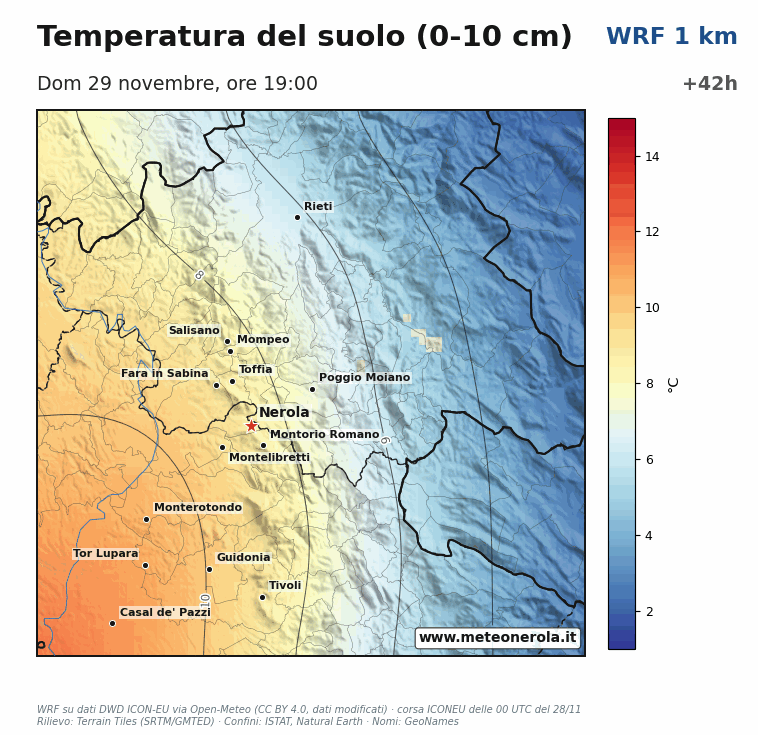 Temperatura del suolo (0-10 cm)
WRF 1 km
Dom 29 novembre, ore 19:00
+42h
Rieti
8
Salisano
Mompeo
Fara in Sabina
Toffia
Poggio Moiano
Nerola
Montorio Romano
6
Montelibretti
Monterotondo
Tor Lupara
Guidonia
Tivoli
10
Casal de' Pazzi
www.meteonerola.it
14
12
10
8
6
4
2
°C
WRF su dati DWD ICON-EU via Open-Meteo (CC BY 4.0, dati modificati) · corsa ICONEU delle 00 UTC del 28/11
Rilievo: Terrain Tiles (SRTM/GMTED) · Confini: ISTAT, Natural Earth · Nomi: GeoNames